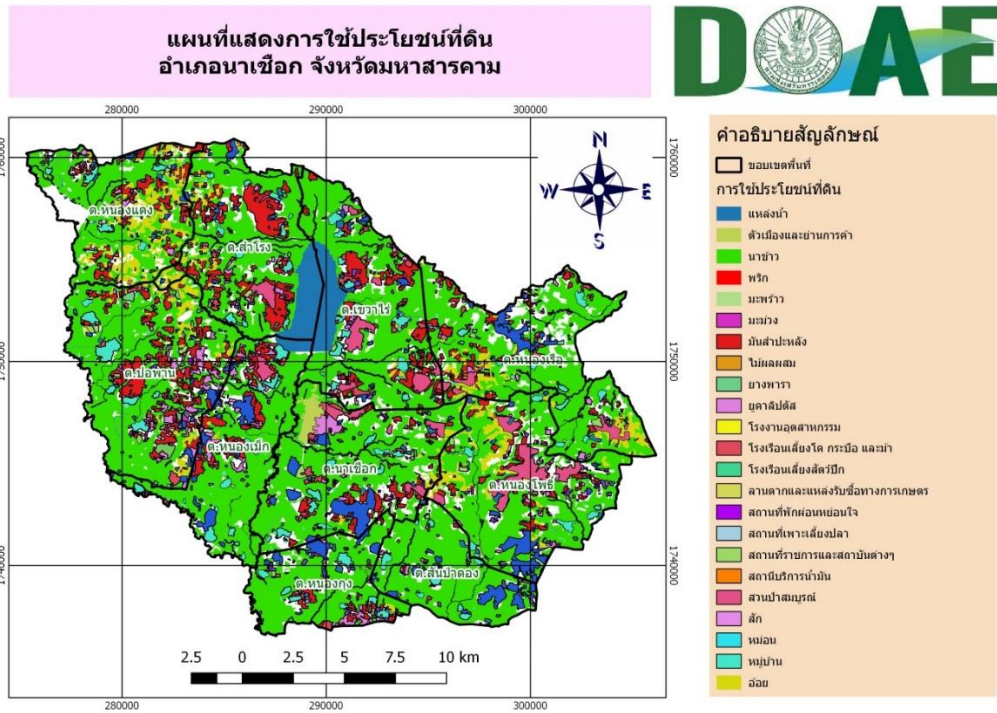 แผนที่แสดงการใช้ประโยชน์ที่ดิน
อำเภอนาเชือก จังหวัดมหาสารคาม
DOAE
280000 290000 300000
1760000 1760000
1750000 1750000
1740000 1740000
280000 290000 300000
N
W E
S
ต.หนองแดง
ต.สำโรง
ต.เขวาไร่
ต.หนองเรือ
ต.ปอพาน
ต.หนองเม็ก
ต.นาเชือก
ต.หนองโพธิ์
ต.สันป่าตอง
ต.หนองกุง
2.5 0 2.5 5 7.5 10 km
คำอธิบายสัญลักษณ์
ขอบเขตพื้นที่
การใช้ประโยชน์ที่ดิน
แหล่งน้ำ
ตัวเมืองและย่านการค้า
นาข้าว
พริก
มะพร้าว
มะม่วง
มันสำปะหลัง
ไม้ผลผสม
ยางพารา
ยูคาลิปตัส
โรงงานอุตสาหกรรม
โรงเรือนเลี้ยงโค กระบือ และม้า
โรงเรือนเลี้ยงสัตว์ปีก
ลานตากและแหล่งรับซื้อทางการเกษตร
สถานที่พักผ่อนหย่อนใจ
สถานที่เพาะเลี้ยงปลา
สถานที่ราชการและสถาบันต่างๆ
สถานีบริการน้ำมัน
สวนป่าสมบูรณ์
สัก
หม่อน
หมู่บ้าน
อ้อย